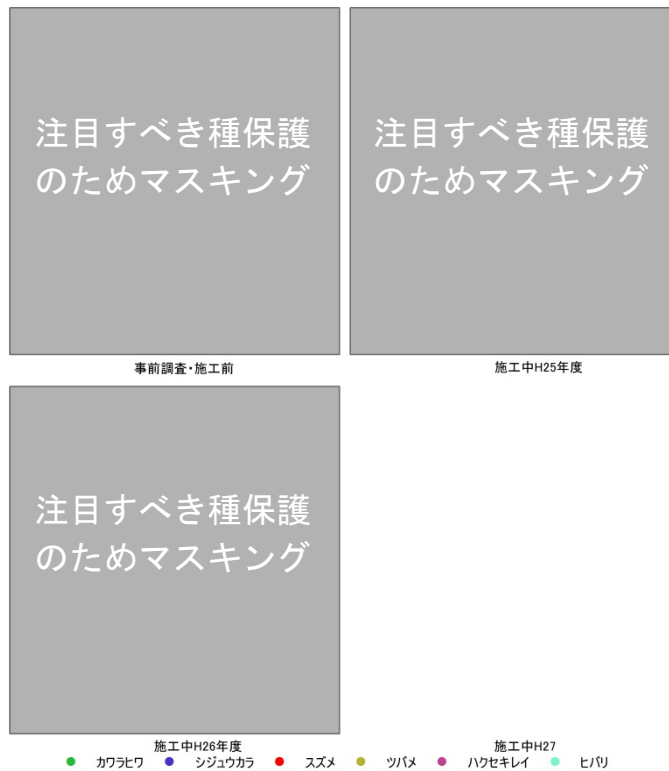 注目すべき種保護
のためマスキング
注目すべき種保護
のためマスキング
事前調査・施工前
施工中H25年度
注目すべき種保護
のためマスキング
施工中H26年度
施工中H27
カワラヒワ
シジュウカラ
スズメ
ツバメ
ハクセキレイ
ヒバリ